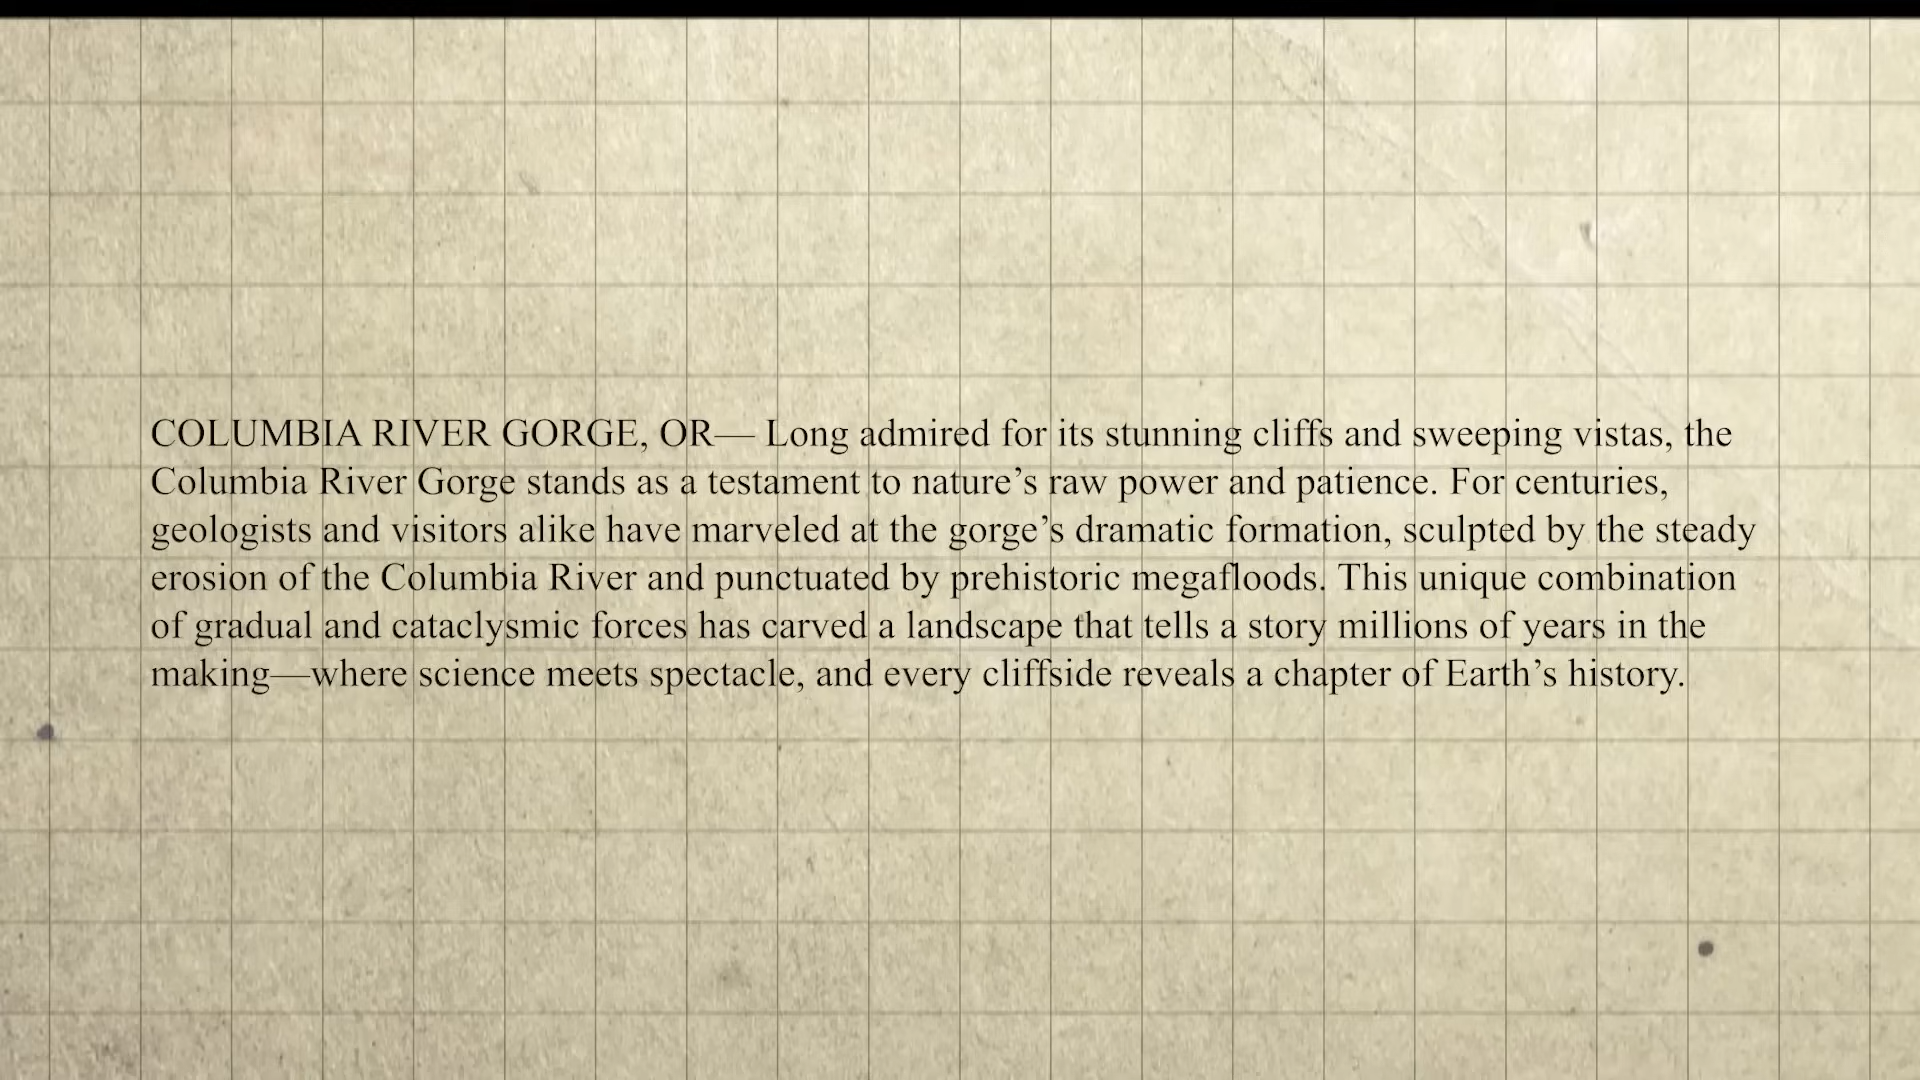 COLUMBIA RIVER GORGE, OR— Long admired for its stunning cliffs and sweeping vistas, the
Columbia River Gorge stands as a testament to nature’s raw power and patience. For centuries,
geologists and visitors alike have marveled at the gorge’s dramatic formation, sculpted by the steady
erosion of the Columbia River and punctuated by prehistoric megafloods. This unique combination
of gradual and cataclysmic forces has carved a landscape that tells a story millions of years in the
making—where science meets spectacle, and every cliffside reveals a chapter of Earth’s history.